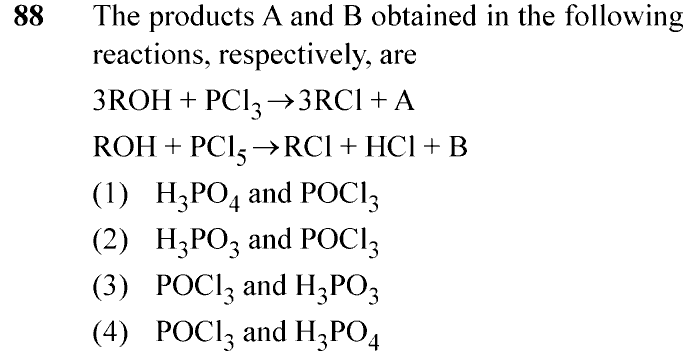 88 The products A and B obtained in the following
reactions, respectively, are
3ROH + PCl₃→3RCl + A
ROH + PCl₅→RCl + HCl + B
(1) H₃PO₄ and POCl₃
(2) H₃PO₃ and POCl₃
(3) POCl₃ and H₃PO₃
(4) POCl₃ and H₃PO₄